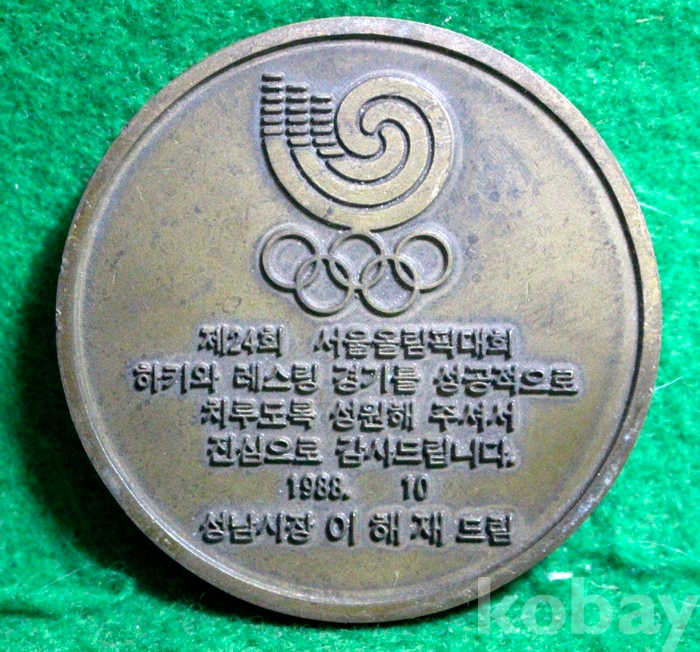 제24회 서울올림픽대회
하키와 레스링 경기를 성공적으로
치루도록 성원해 주셔서
진심으로 감사드립니다.
1988. 10
성남시장 이 해 재 드림
kobay